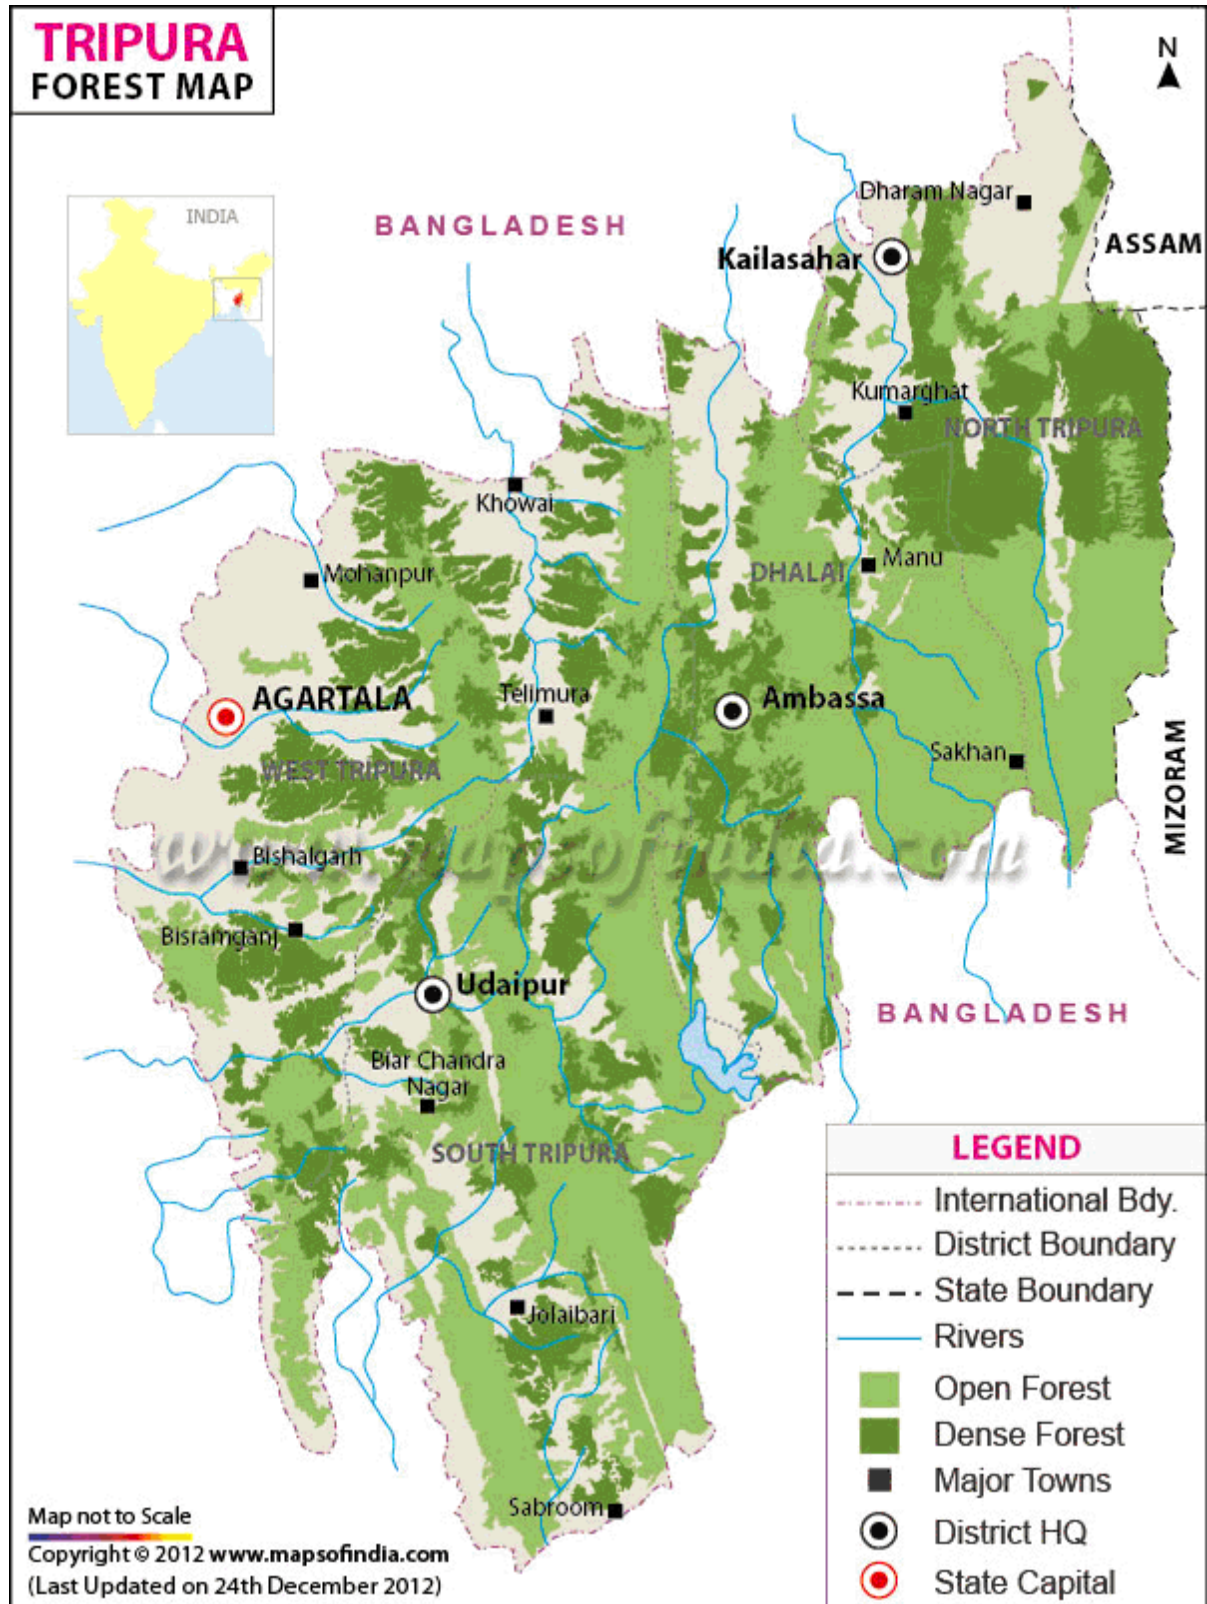 TRIPURA
FOREST MAP
N
INDIA
BANGLADESH
Dharam Nagar
ASSAM
Kailasahar
Kumarghat
NORTH TRIPURA
Khowai
Manu
DHALAI
Mohanpur
Telimura
Ambassa
AGARTALA
Sakhan
WEST TRIPURA
MIZORAM
www.mapsofindia.com
Bishalgarh
Bisramganj
Udaipur
BANGLADESH
Biar Chandra
Nagar
SOUTH TRIPURA
Jolaibari
Sabroom
LEGEND
International Bdy.
District Boundary
State Boundary
Rivers
Open Forest
Dense Forest
Major Towns
District HQ
State Capital
Map not to Scale
Copyright © 2012 www.mapsofindia.com
(Last Updated on 24th December 2012)